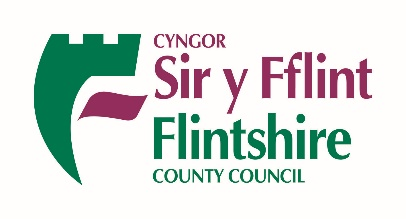 CYNGOR
Sir y Fflint
Flintshire
COUNTY COUNCIL